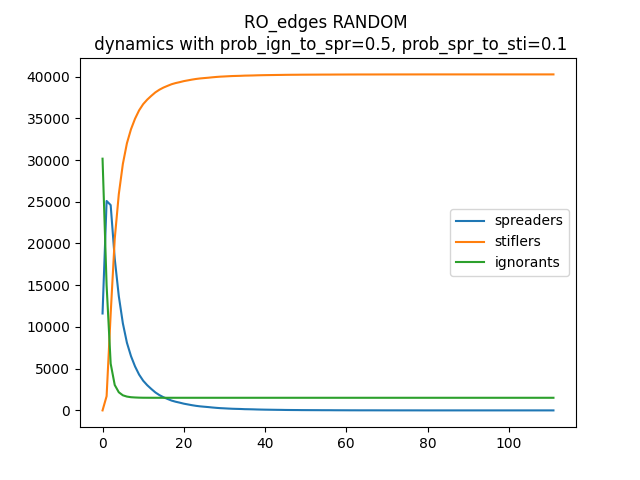 RO_edges RANDOM
dynamics with prob_ign_to_spr=0.5, prob_spr_to_sti=0.1
40000
35000
30000
25000
20000
15000
10000
5000
0
spreaders
stiflers
ignorants
0 20 40 60 80 100